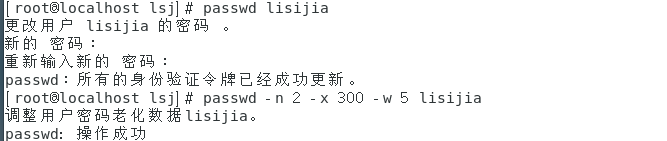 [root@localhost lsj]# passwd lisijia
更改用户 lisijia 的密码 。
新的 密码：
重新输入新的 密码：
passwd：所有的身份验证令牌已经成功更新。
[root@localhost lsj]# passwd -n 2 -x 300 -w 5 lisijia
调整用户密码老化数据lisijia。
passwd: 操作成功